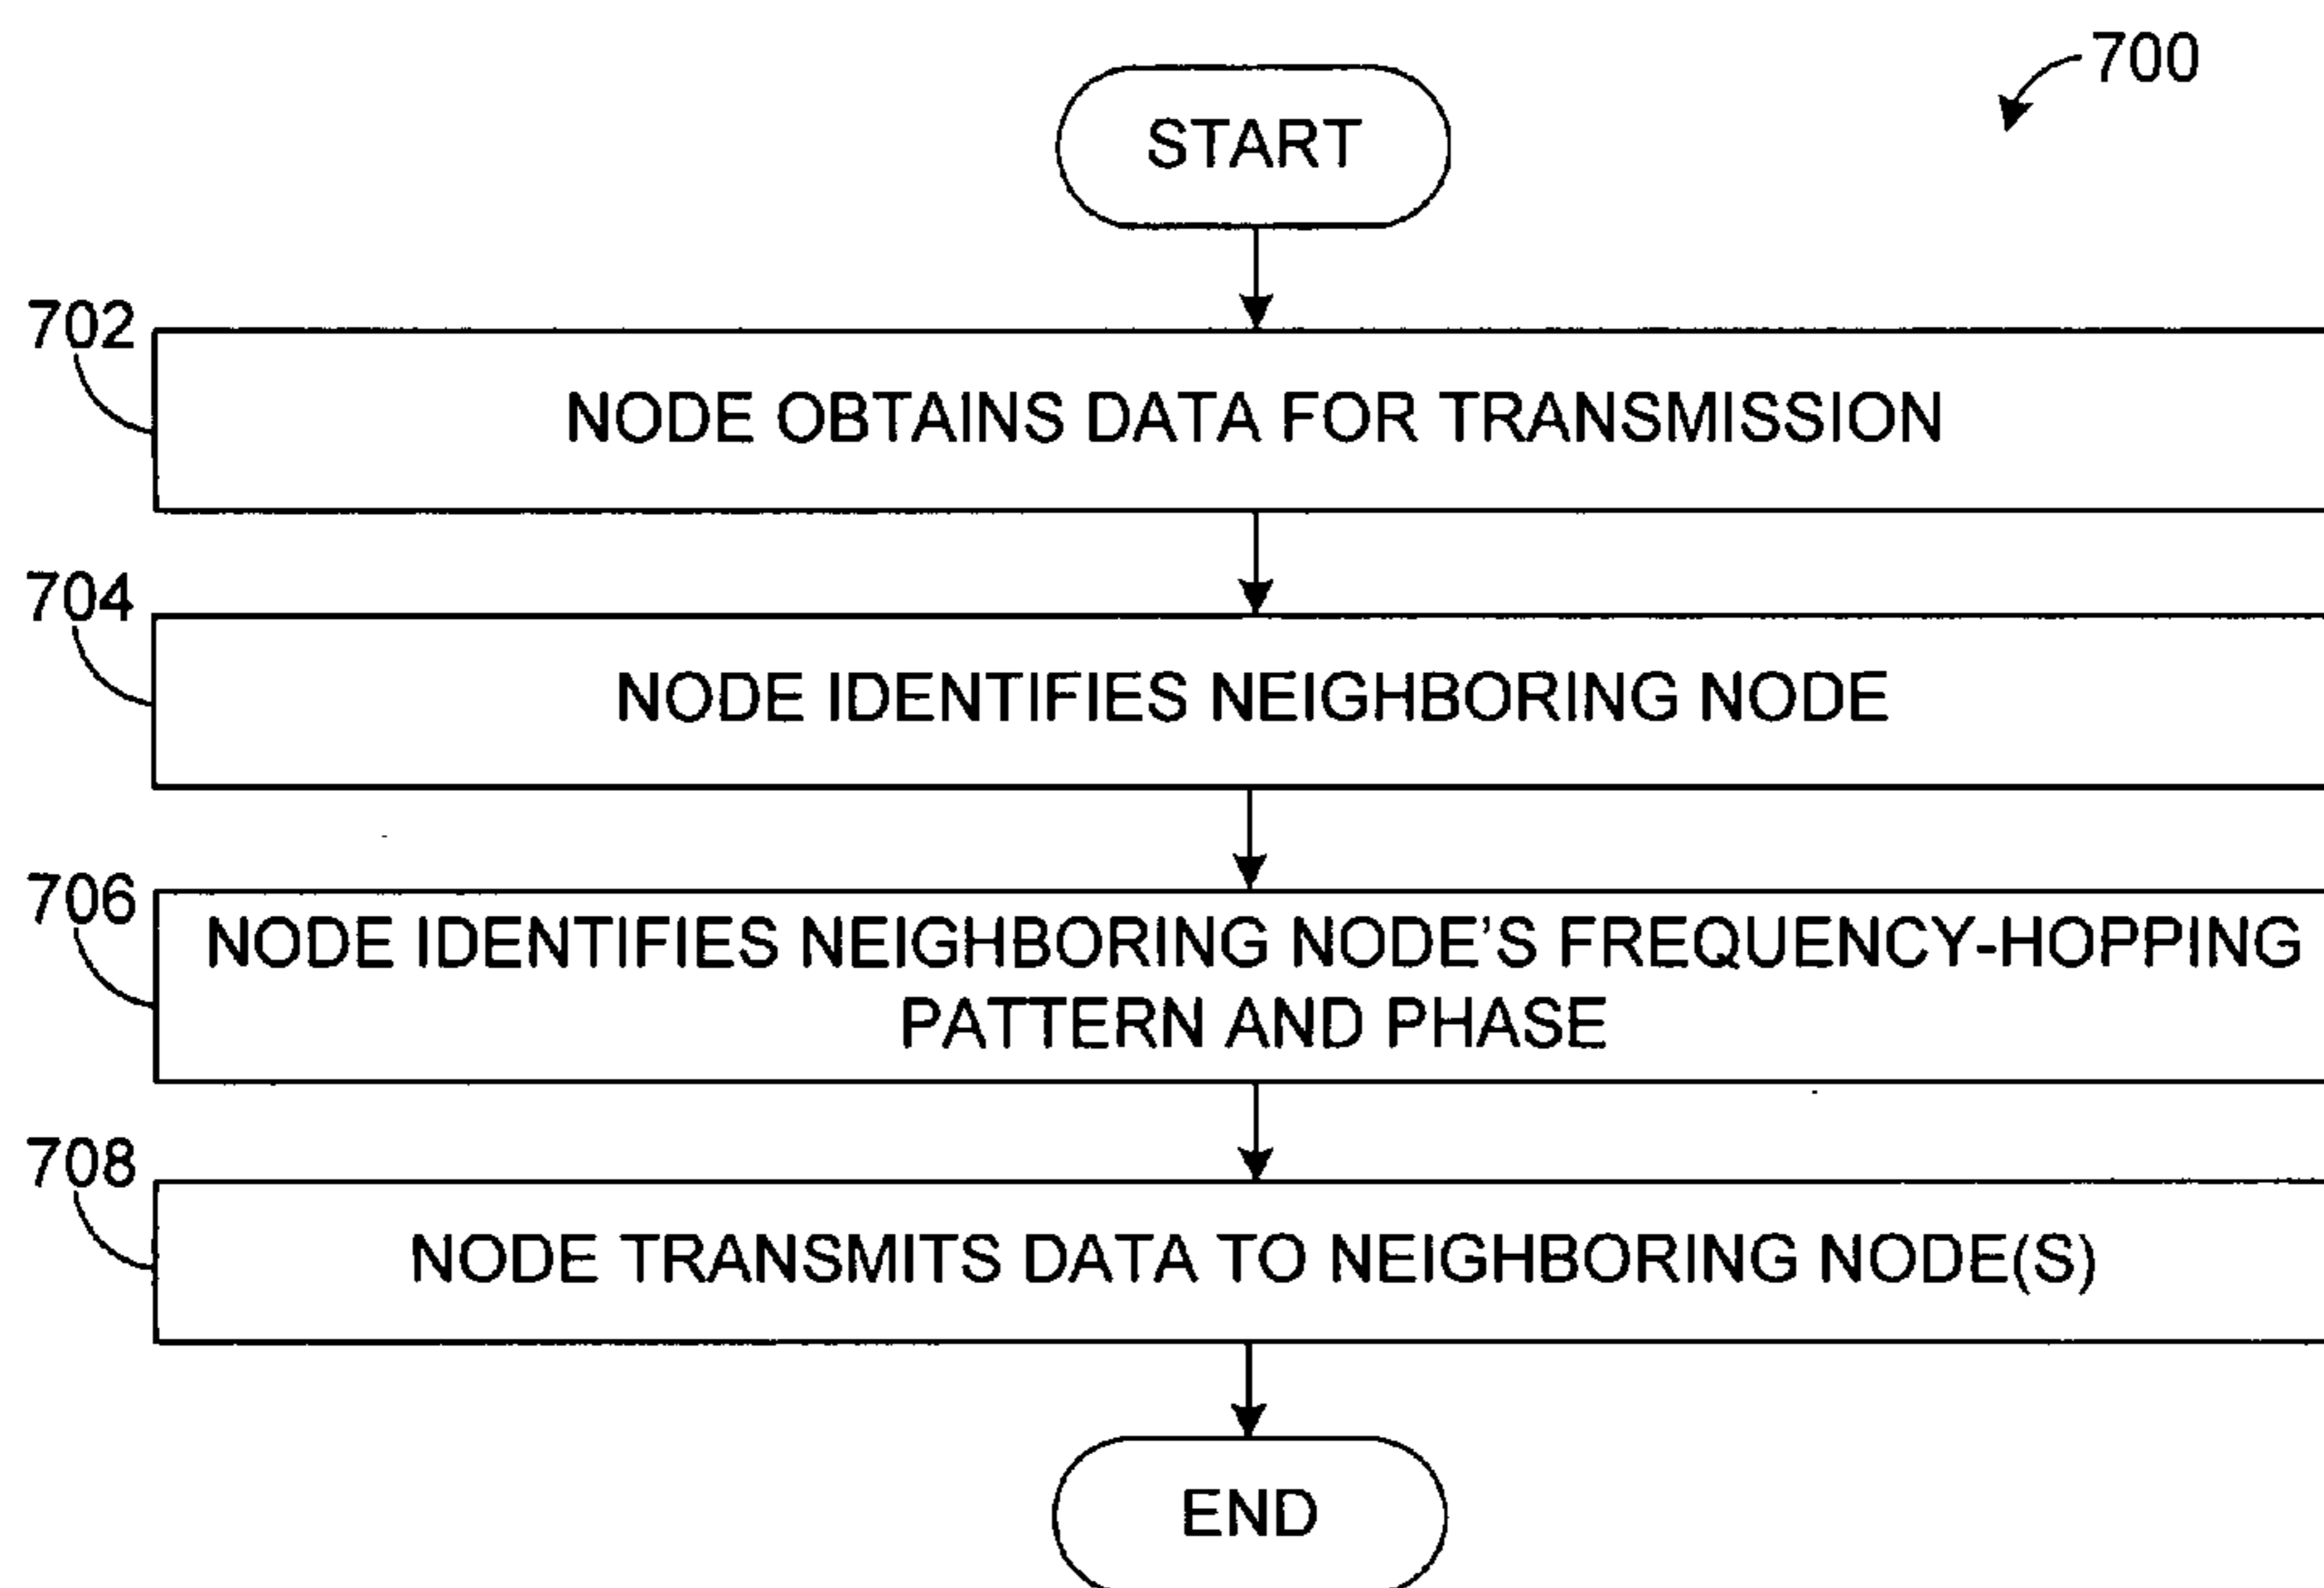 700
START
702
NODE OBTAINS DATA FOR TRANSMISSION
704
NODE IDENTIFIES NEIGHBORING NODE
706
NODE IDENTIFIES NEIGHBORING NODE'S FREQUENCY-HOPPING
PATTERN AND PHASE
708
NODE TRANSMITS DATA TO NEIGHBORING NODE(S)
END